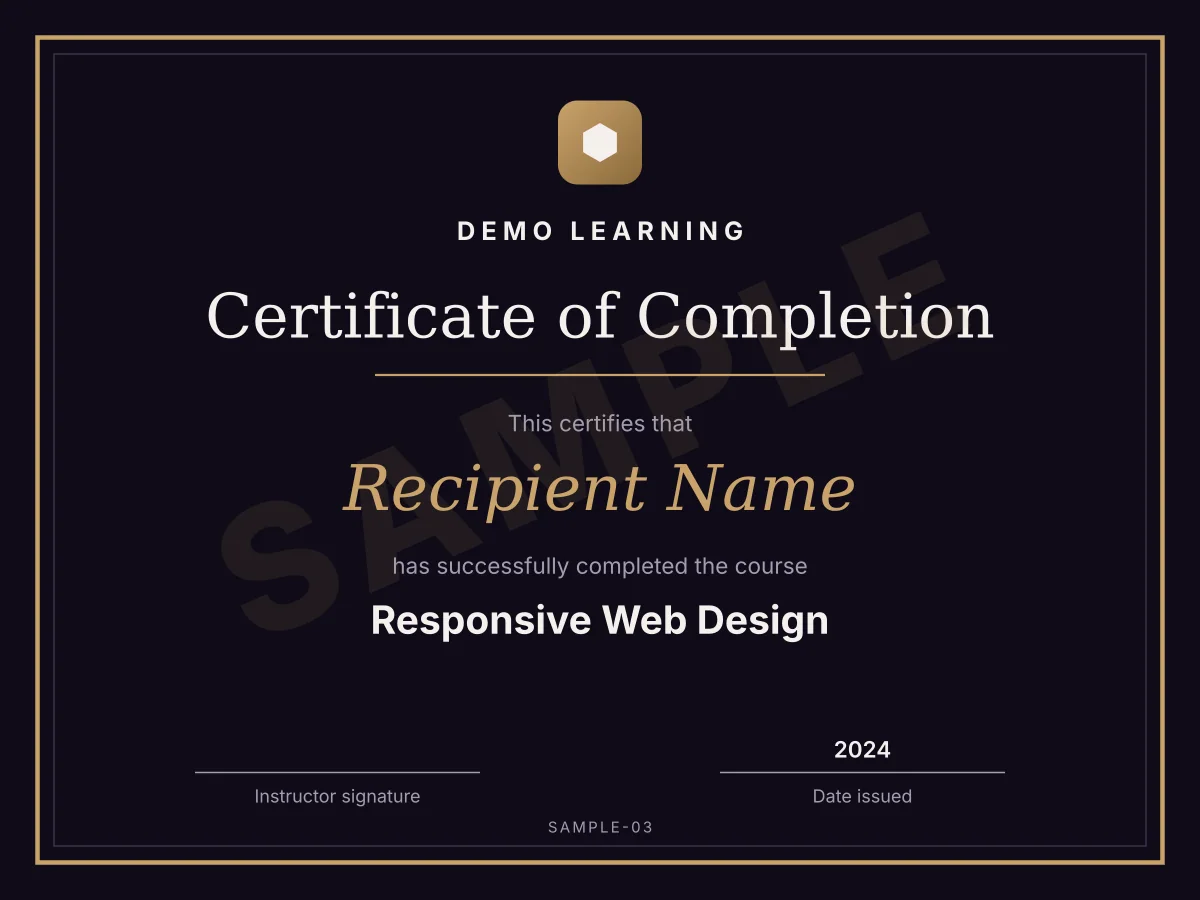 DEMO LEARNING
Certificate of Completion
This certifies that
Recipient Name
has successfully completed the course
Responsive Web Design
2024
Instructor signature
Date issued
SAMPLE-03
SAMPLE